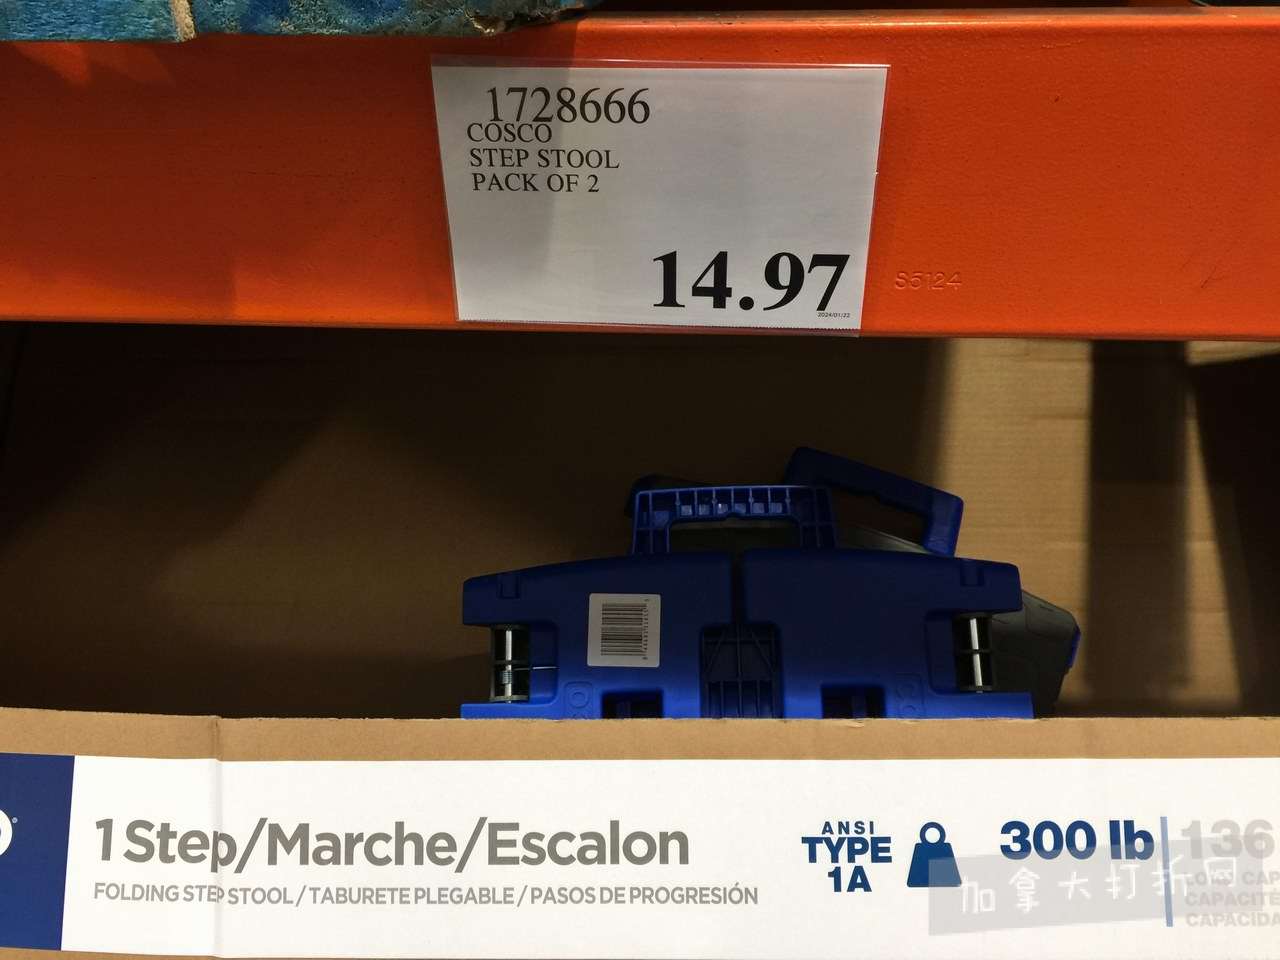 1728666
COSCO
STEP STOOL
PACK OF 2
14.97
2024/01/22
S5124
1 Step/Marche/Escalon
FOLDING STEP STOOL / TABURETE PLEGABLE / PASOS DE PROGRESIÓN
ANSI
TYPE
1A
300 lb
136
LOAD CAP
CAPACITE
CAPACIDA
加拿大打折网